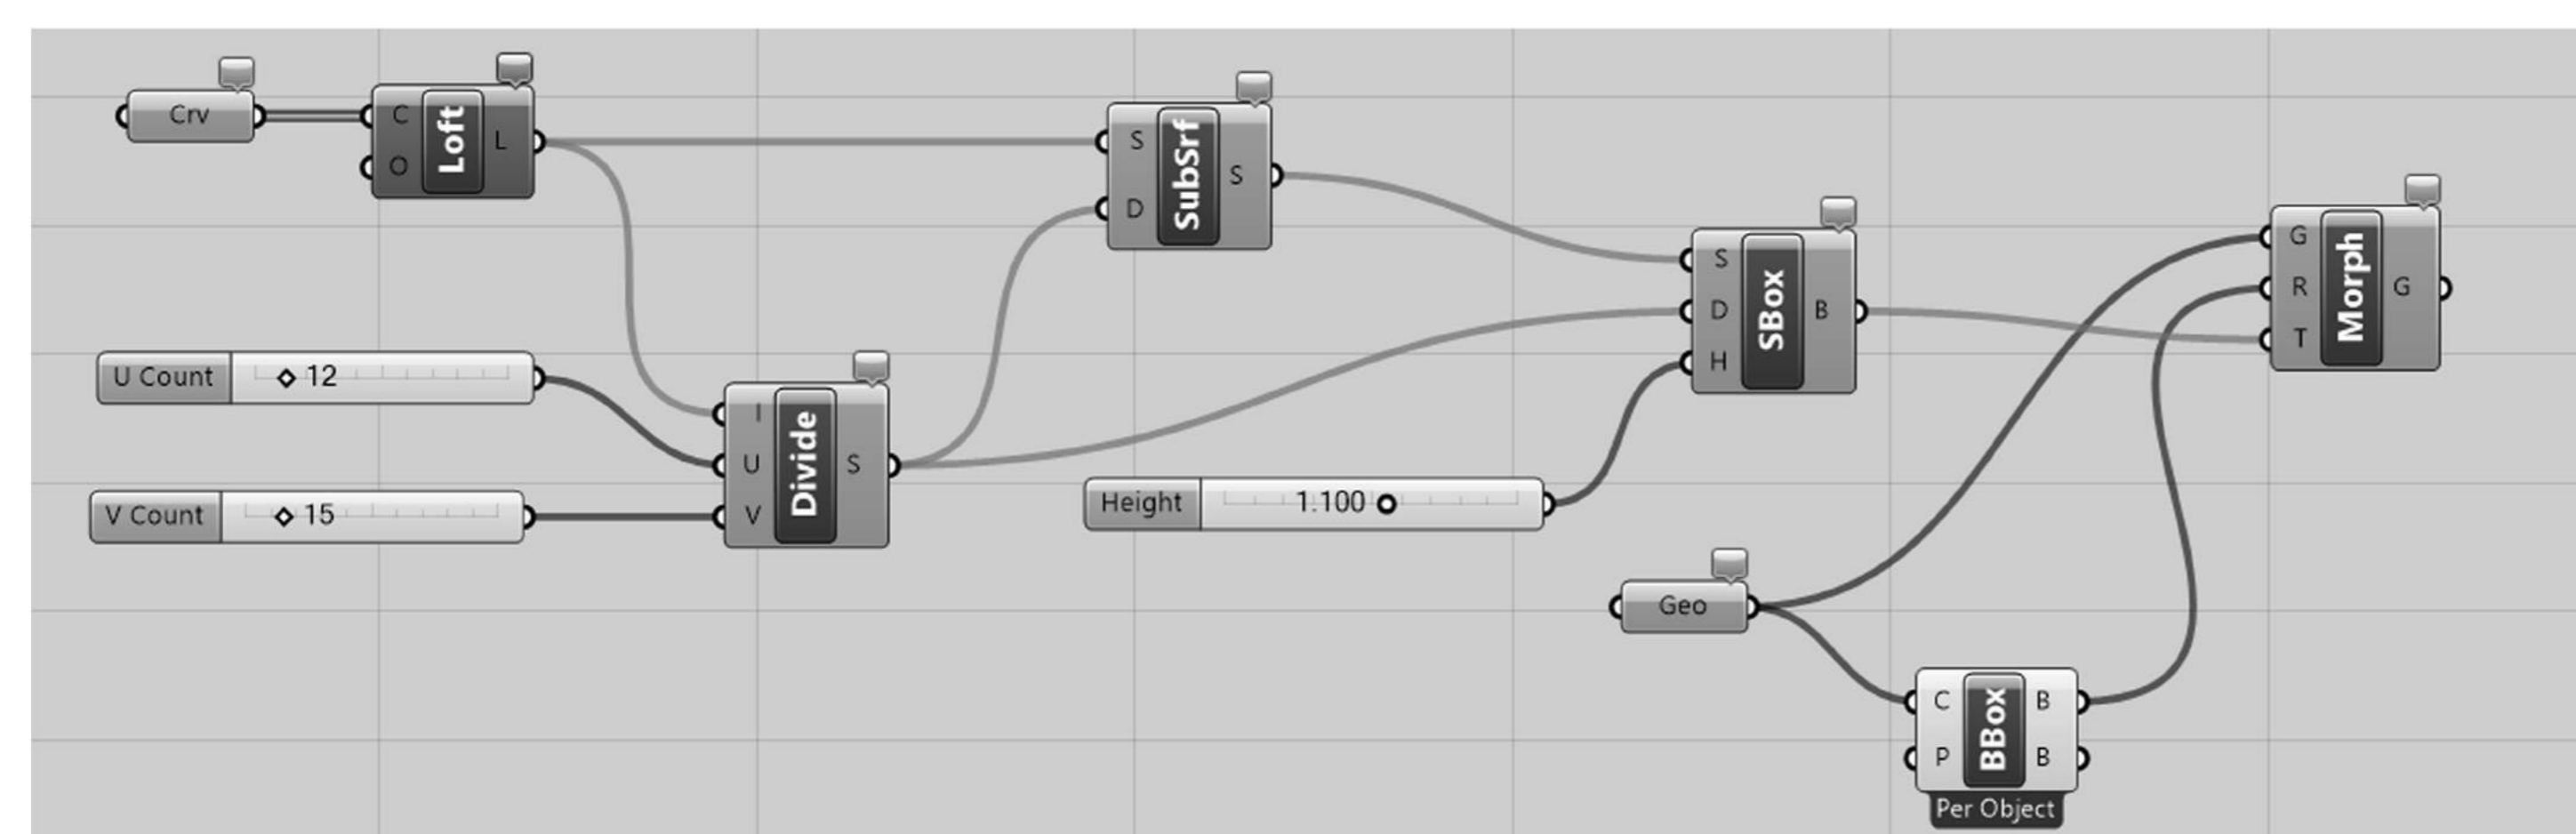 Crv
C
O
Loft
L
S
D
SubSrf
S
U Count
12
V Count
15
I
U
V
Divide
S
Height
1.100
S
D
H
SBox
B
Geo
C
P
BBox
B
B
Per Object
G
R
T
Morph
G